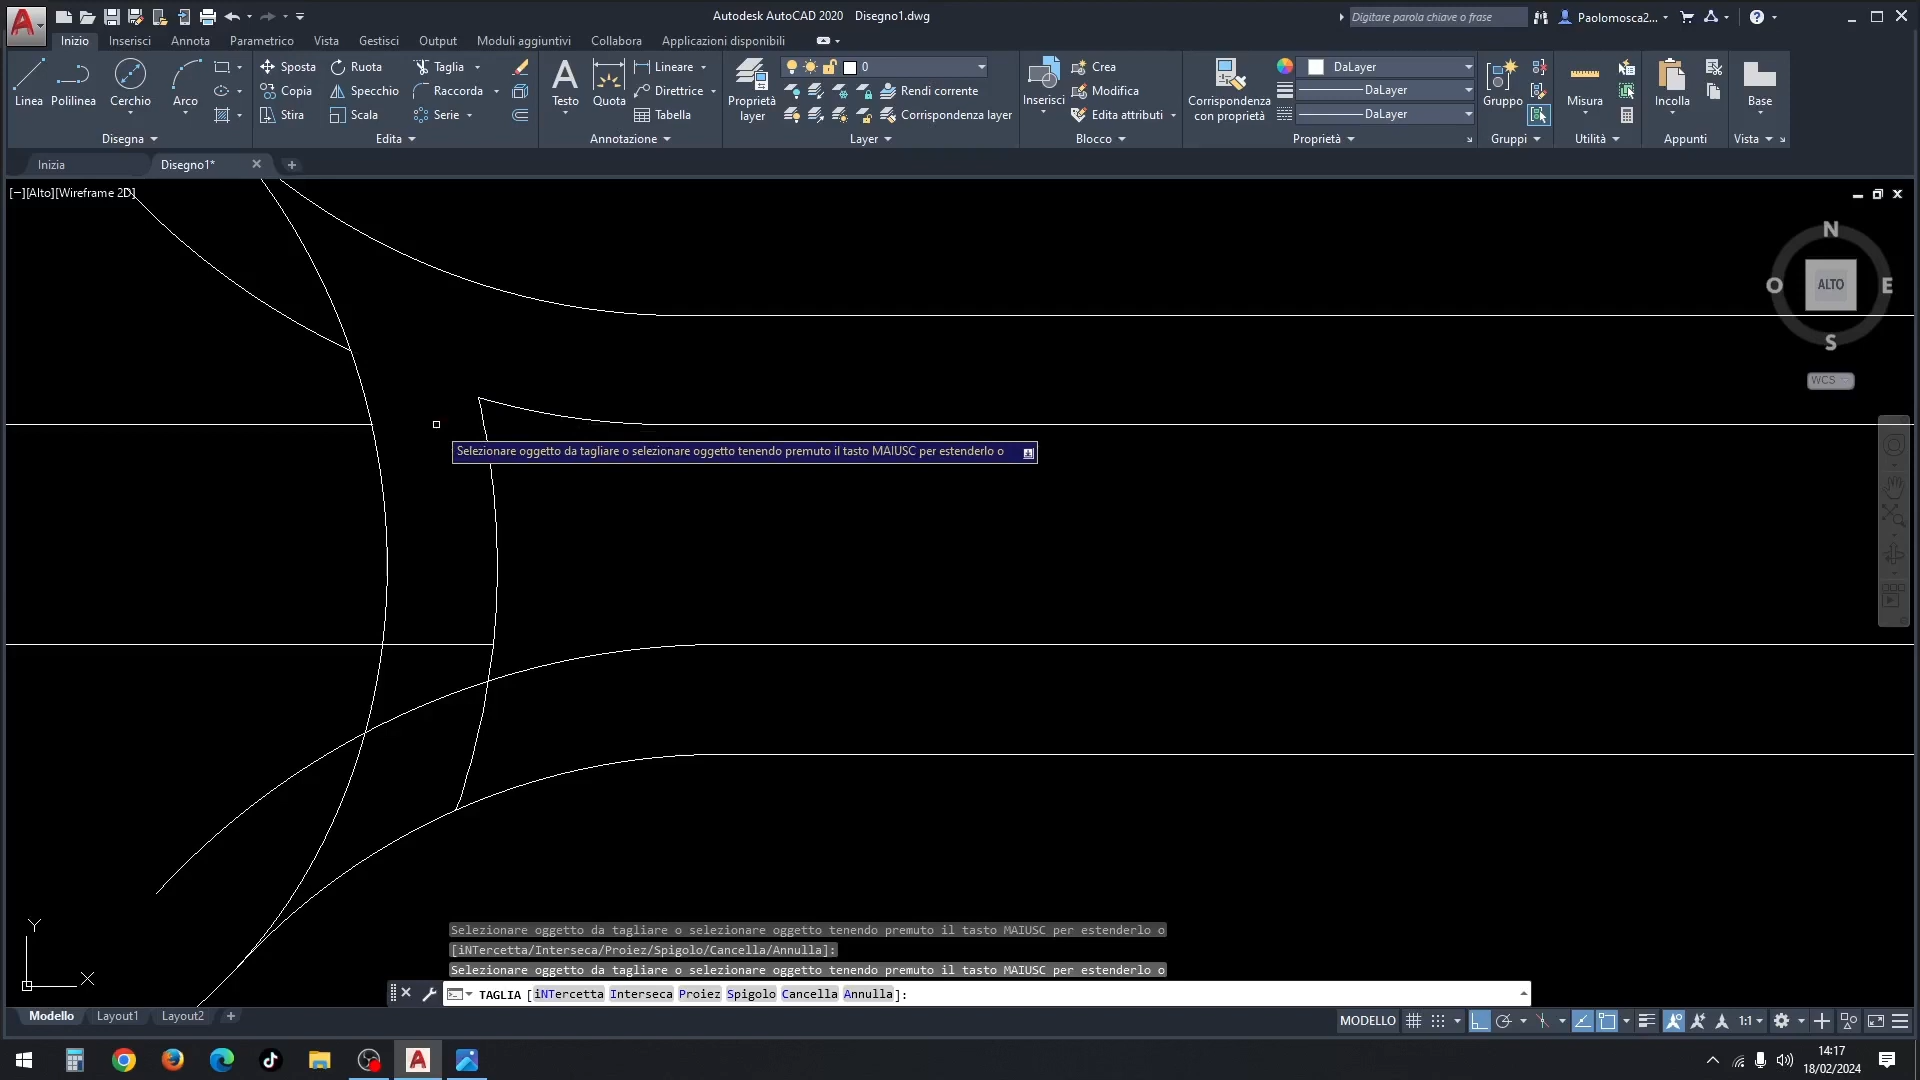 Autodesk AutoCAD 2020 Disegno1.dwg
Digitare parola chiave o frase
Paolomosca2...
Inizio Inserisci Annota Parametrico Vista Gestisci Output Moduli aggiuntivi Collabora Applicazioni disponibili
Linea
Polilinea
Cerchio
Arco
Sposta
Ruota
Taglia
Copia
Specchio
Raccorda
Stira
Scala
Serie
Testo
Quota
Lineare
Direttrice
Tabella
Proprietà
layer
0
Rendi corrente
Corrispondenza layer
Inserisci
Crea
Modifica
Edita attributi
Corrispondenza
con proprietà
DaLayer
DaLayer
DaLayer
Gruppo
Misura
Incolla
Base
Disegna Edita Annotazione Layer Blocco Proprietà Gruppi Utilità Appunti Vista
Inizia Disegno1*
[−][Alto][Wireframe 2D]
N
O
ALTO
E
S
WCS
Selezionare oggetto da tagliare o selezionare oggetto tenendo premuto il tasto MAIUSC per estenderlo o
Y
X
Selezionare oggetto da tagliare o selezionare oggetto tenendo premuto il tasto MAIUSC per estenderlo o
[iNTercetta/Interseca/Proiez/Spigolo/Cancella/Annulla]:
Selezionare oggetto da tagliare o selezionare oggetto tenendo premuto il tasto MAIUSC per estenderlo o
TAGLIA [iNTercetta Interseca Proiez Spigolo Cancella Annulla]:
Modello Layout1 Layout2
MODELLO
1:1
14:17
18/02/2024